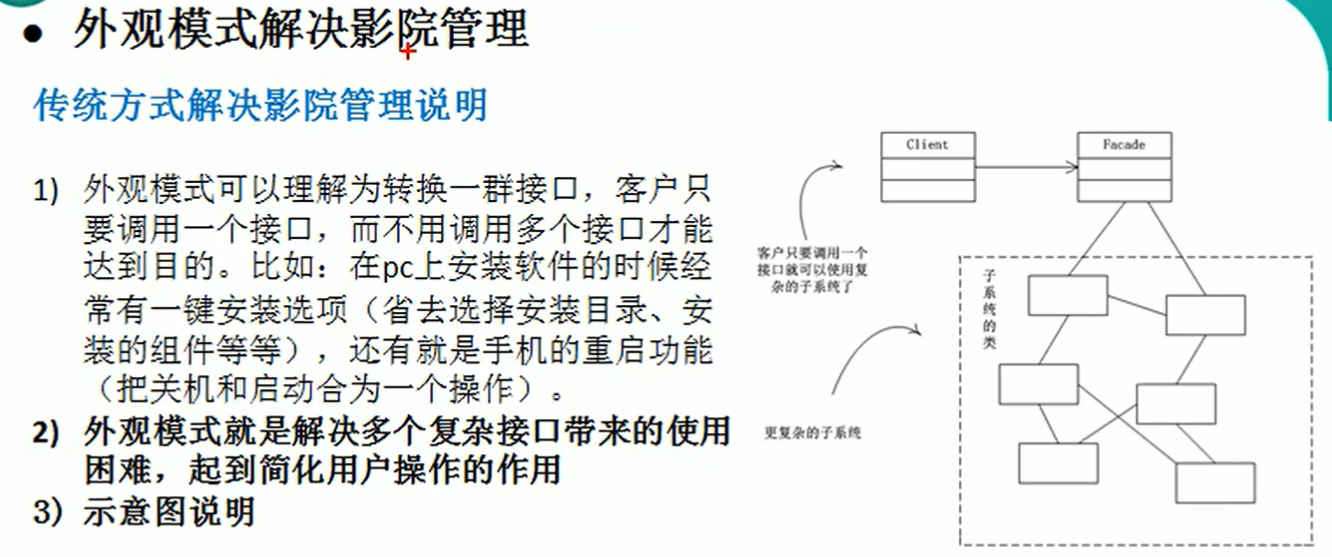 ● 外观模式解决影院管理
传统方式解决影院管理说明
1) 外观模式可以理解为转换一群接口，客户只
要调用一个接口，而不用调用多个接口才能
达到目的。比如：在pc上安装软件的时候经
常有一键安装选项（省去选择安装目录、安
装的组件等等），还有就是手机的重启功能
（把关机和启动合为一个操作）。
2) 外观模式就是解决多个复杂接口带来的使用
困难，起到简化用户操作的作用
3) 示意图说明
Client
Facade
客户只要调用一个
接口就可以使用复
杂的子系统了
子
系
统
的
类
更复杂的子系统